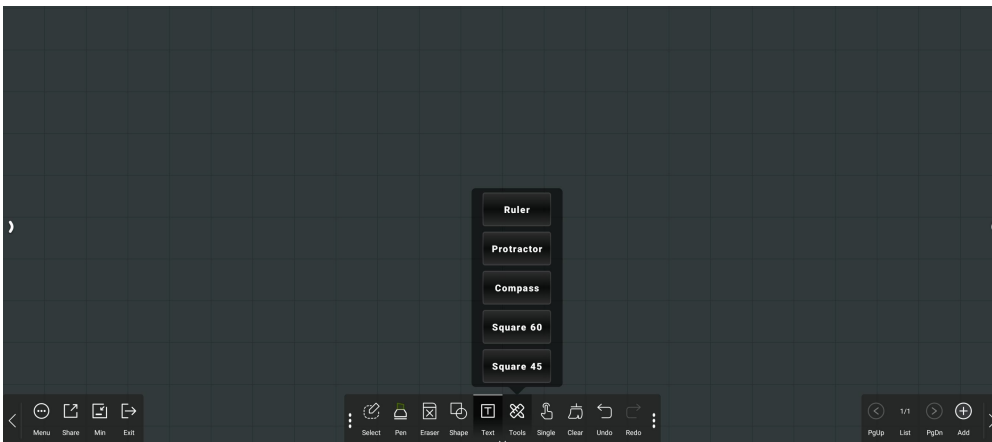 Ruler
Protractor
Compass
Square 60
Square 45
Menu Share Min Exit
Select Pen Eraser Shape Text Tools Single Clear Undo Redo
1/1
PgUp List PgDn Add